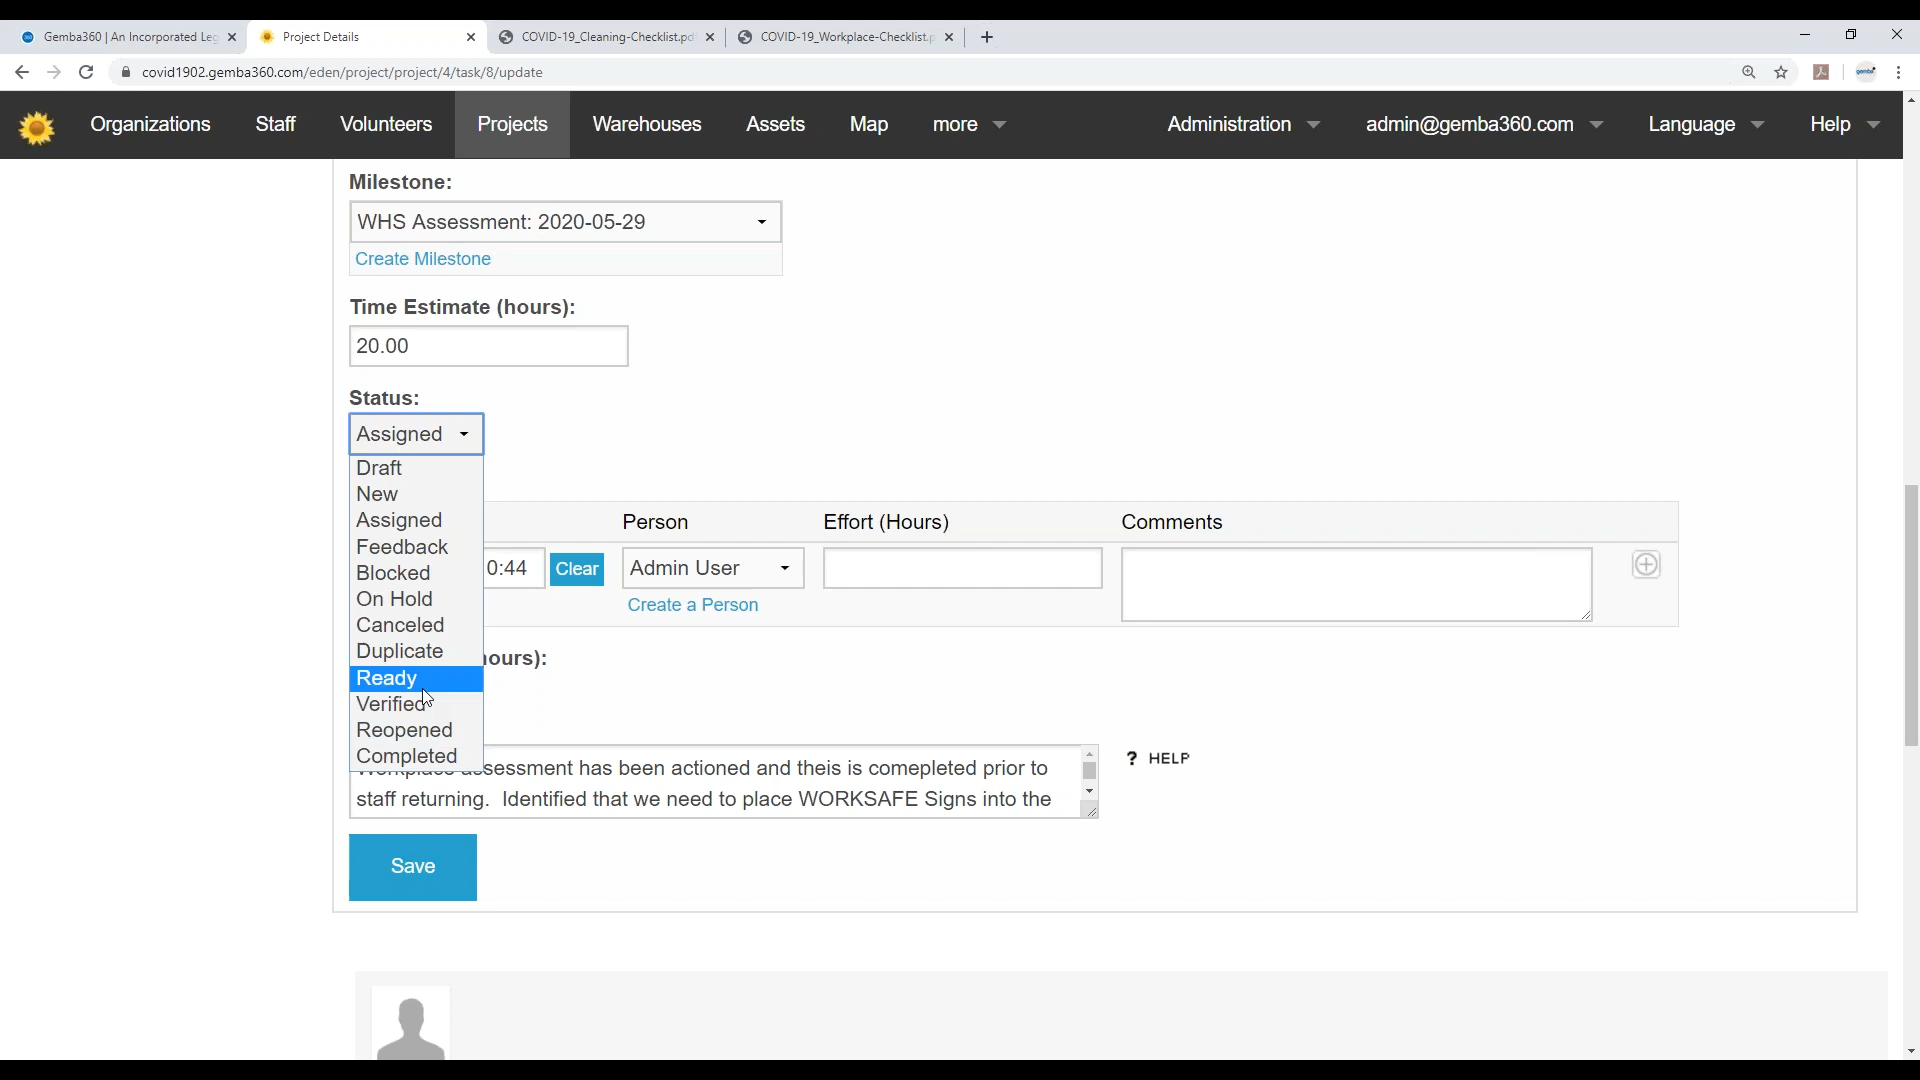 Gemba360 | An Incorporated Leg
Project Details
COVID-19_Cleaning-Checklist.pd
COVID-19_Workplace-Checklist.p
covid1902.gemba360.com/eden/project/project/4/task/8/update
Organizations Staff Volunteers Projects Warehouses Assets Map more Administration admin@gemba360.com Language Help
Milestone:
WHS Assessment: 2020-05-29
Create Milestone
Time Estimate (hours):
20.00
Status:
Assigned
Draft
New
Assigned
Feedback
Blocked
On Hold
Canceled
Duplicate
Ready
Verified
Reopened
Completed
Person Effort (Hours) Comments
0:44 Clear Admin User
Create a Person
ours):
assessment has been actioned and theis is comepleted prior to
staff returning. Identified that we need to place WORKSAFE Signs into the
? HELP
Save